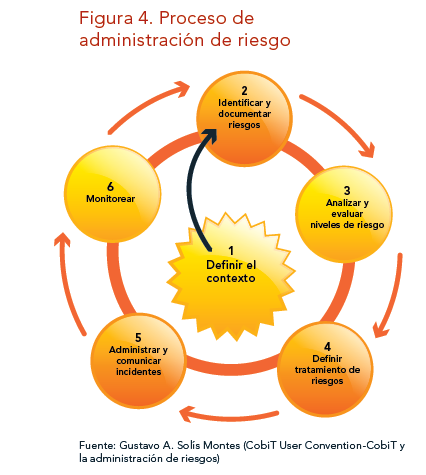 Figura 4. Proceso de
administración de riesgo
1
Definir el
contexto
2
Identificar y
documentar
riesgos
3
Analizar y
evaluar
niveles de riesgo
4
Definir
tratamiento de
riesgos
5
Administrar y
comunicar
incidentes
6
Monitorear
Fuente: Gustavo A. Solís Montes (CobiT User Convention-CobiT y
la administración de riesgos)